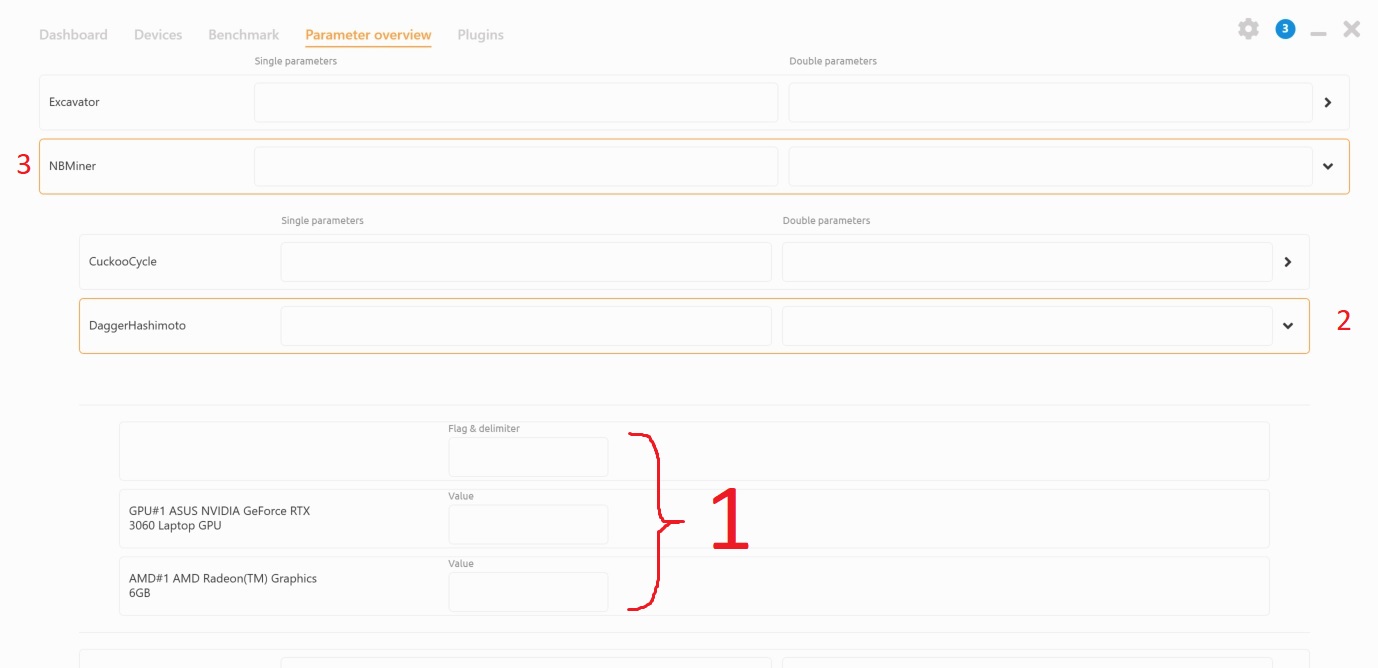 Dashboard Devices Benchmark Parameter overview Plugins 3
Single parameters Double parameters
Excavator
3 NBMiner
Single parameters Double parameters
CuckooCycle
DaggerHashimoto 2
Flag & delimiter
Value
GPU#1 ASUS NVIDIA GeForce RTX
3060 Laptop GPU
1
Value
AMD#1 AMD Radeon(TM) Graphics
6GB